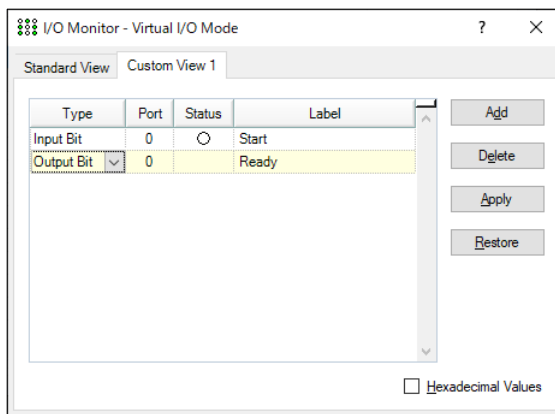 I/O Monitor - Virtual I/O Mode ? X
Standard View Custom View 1
Type Port Status Label
Input Bit 0 Start
Output Bit 0 Ready
Add
Delete
Apply
Restore
Hexadecimal Values